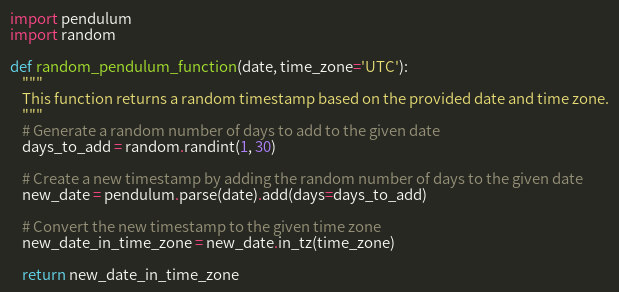 import pendulum
import random

def random_pendulum_function(date, time_zone='UTC'):
    """
    This function returns a random timestamp based on the provided date and time zone.
    """
    # Generate a random number of days to add to the given date
    days_to_add = random.randint(1, 30)

    # Create a new timestamp by adding the random number of days to the given date
    new_date = pendulum.parse(date).add(days=days_to_add)

    # Convert the new timestamp to the given time zone
    new_date_in_time_zone = new_date.in_tz(time_zone)

    return new_date_in_time_zone